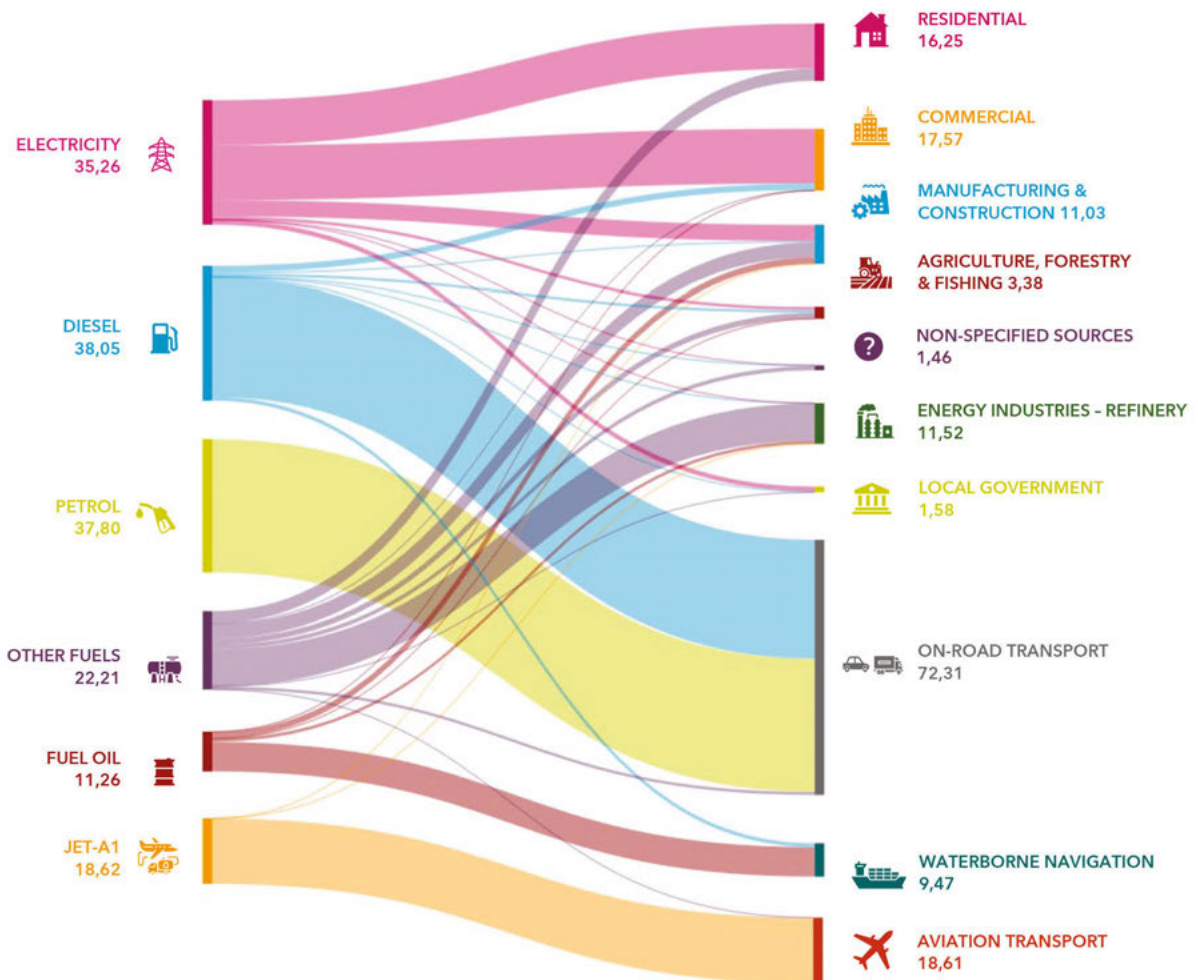 ELECTRICITY
35,26
DIESEL
38,05
PETROL
37,80
OTHER FUELS
22,21
FUEL OIL
11,26
JET-A1
18,62
RESIDENTIAL
16,25
COMMERCIAL
17,57
MANUFACTURING &
CONSTRUCTION 11,03
AGRICULTURE, FORESTRY
& FISHING 3,38
?
NON-SPECIFIED SOURCES
1,46
ENERGY INDUSTRIES – REFINERY
11,52
LOCAL GOVERNMENT
1,58
ON-ROAD TRANSPORT
72,31
WATERBORNE NAVIGATION
9,47
AVIATION TRANSPORT
18,61